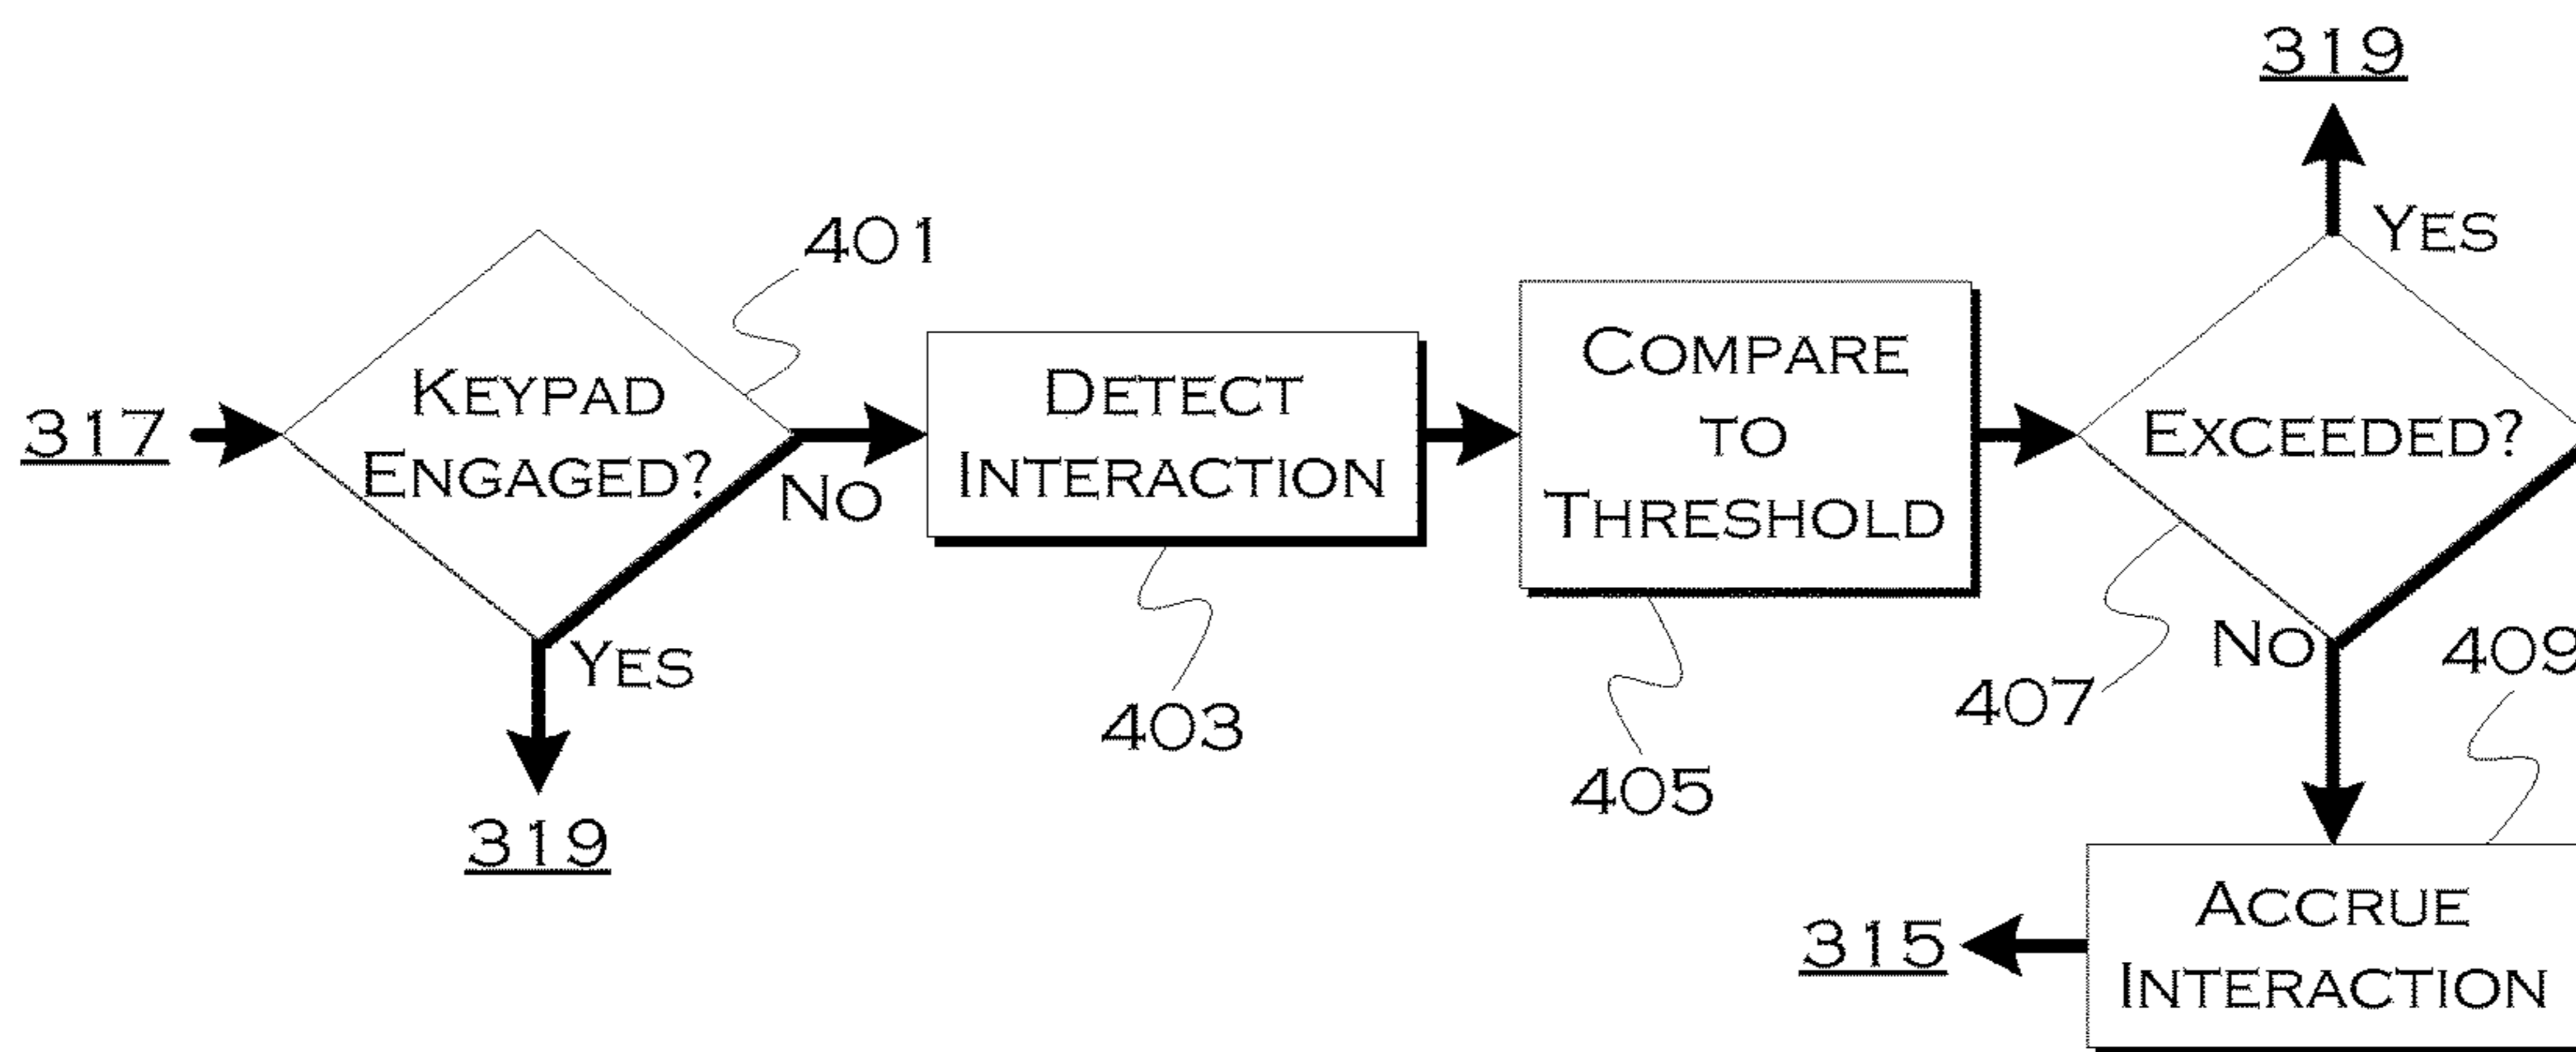 319
YES
401
317
KEYPAD
ENGAGED?
NO
YES
319
DETECT
INTERACTION
403
COMPARE
TO
THRESHOLD
405
EXCEEDED?
407
NO
409
ACCRUE
INTERACTION
315